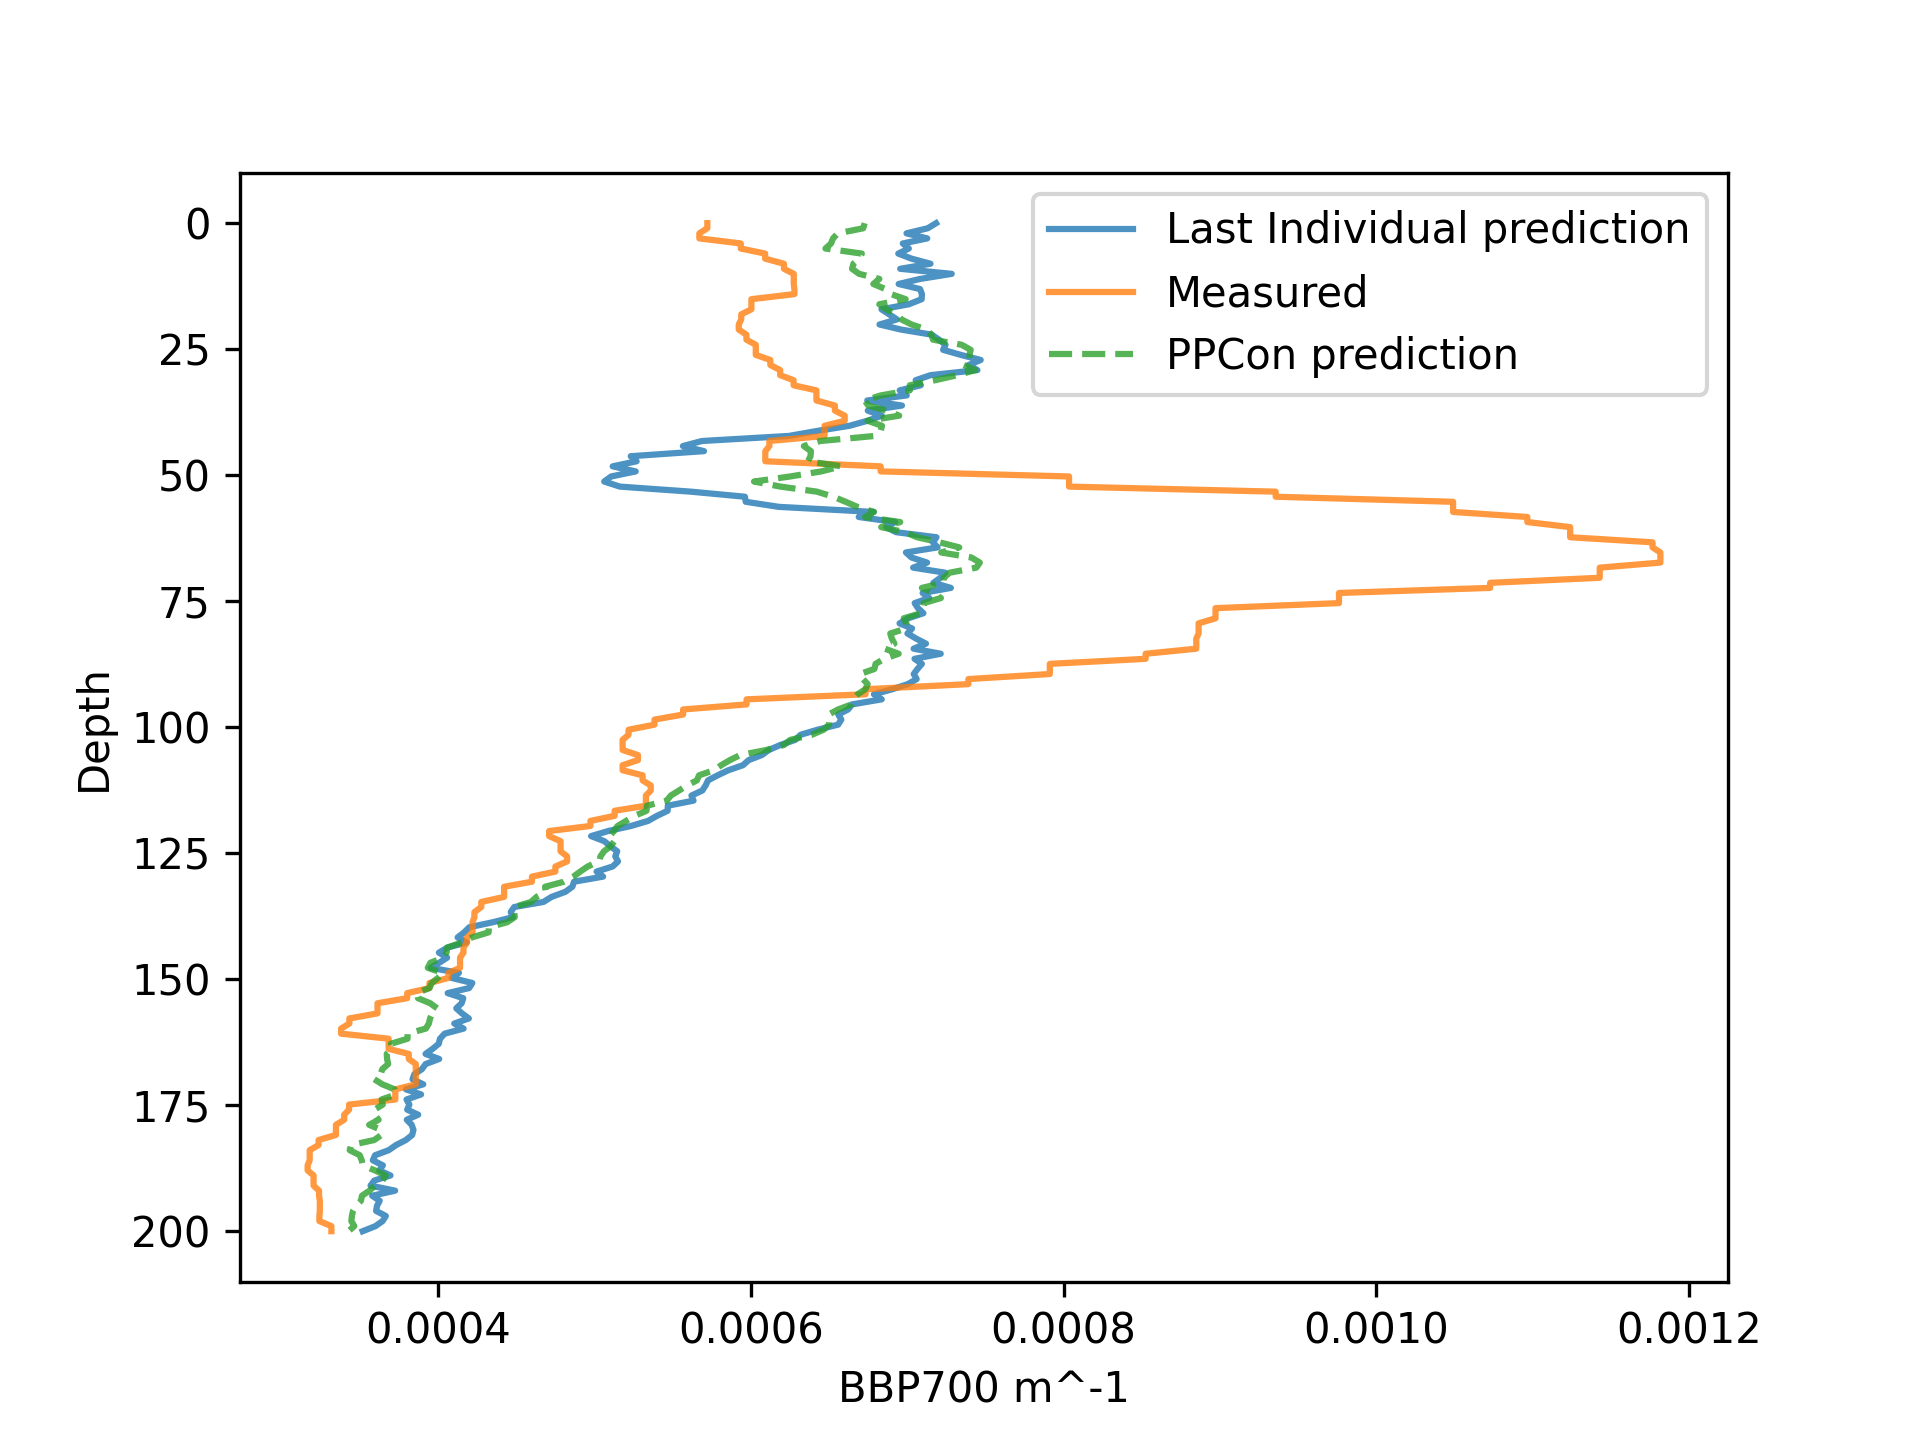 Last Individual prediction
Measured
PPCon prediction
0
25
50
75
100
125
150
175
200
Depth
0.0004 0.0006 0.0008 0.0010 0.0012
BBP700 m^-1